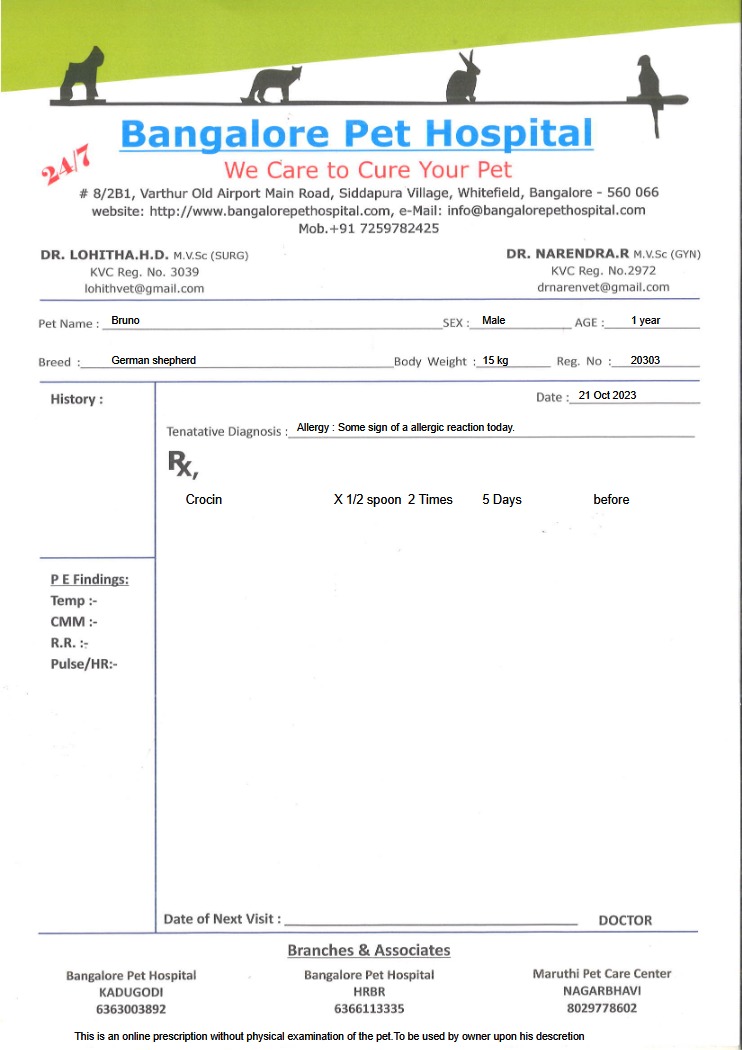 Bangalore Pet Hospital
24/7
We Care to Cure Your Pet
# 8/2B1, Varthur Old Airport Main Road, Siddapura Village, Whitefield, Bangalore - 560 066
website: http://www.bangalorepethospital.com, e-Mail: info@bangalorepethospital.com
Mob.+91 7259782425
DR. LOHITHA.H.D. M.V.Sc (SURG) DR. NARENDRA.R M.V.Sc (GYN)
KVC Reg. No. 3039 KVC Reg. No.2972
lohithvet@gmail.com drnarenvet@gmail.com
Pet Name : Bruno SEX : Male AGE : 1 year
Breed : German shepherd Body Weight : 15 kg Reg. No : 20303
History : Date : 21 Oct 2023
Tenatative Diagnosis : Allergy : Some sign of a allergic reaction today.
Rx,
Crocin X 1/2 spoon 2 Times 5 Days before
P E Findings:
Temp :-
CMM :-
R.R. :-
Pulse/HR:-
Date of Next Visit : DOCTOR
Branches & Associates
Bangalore Pet Hospital Bangalore Pet Hospital Maruthi Pet Care Center
KADUGODI HRBR NAGARBHAVI
6363003892 6366113335 8029778602
This is an online prescription without physical examination of the pet.To be used by owner upon his descretion